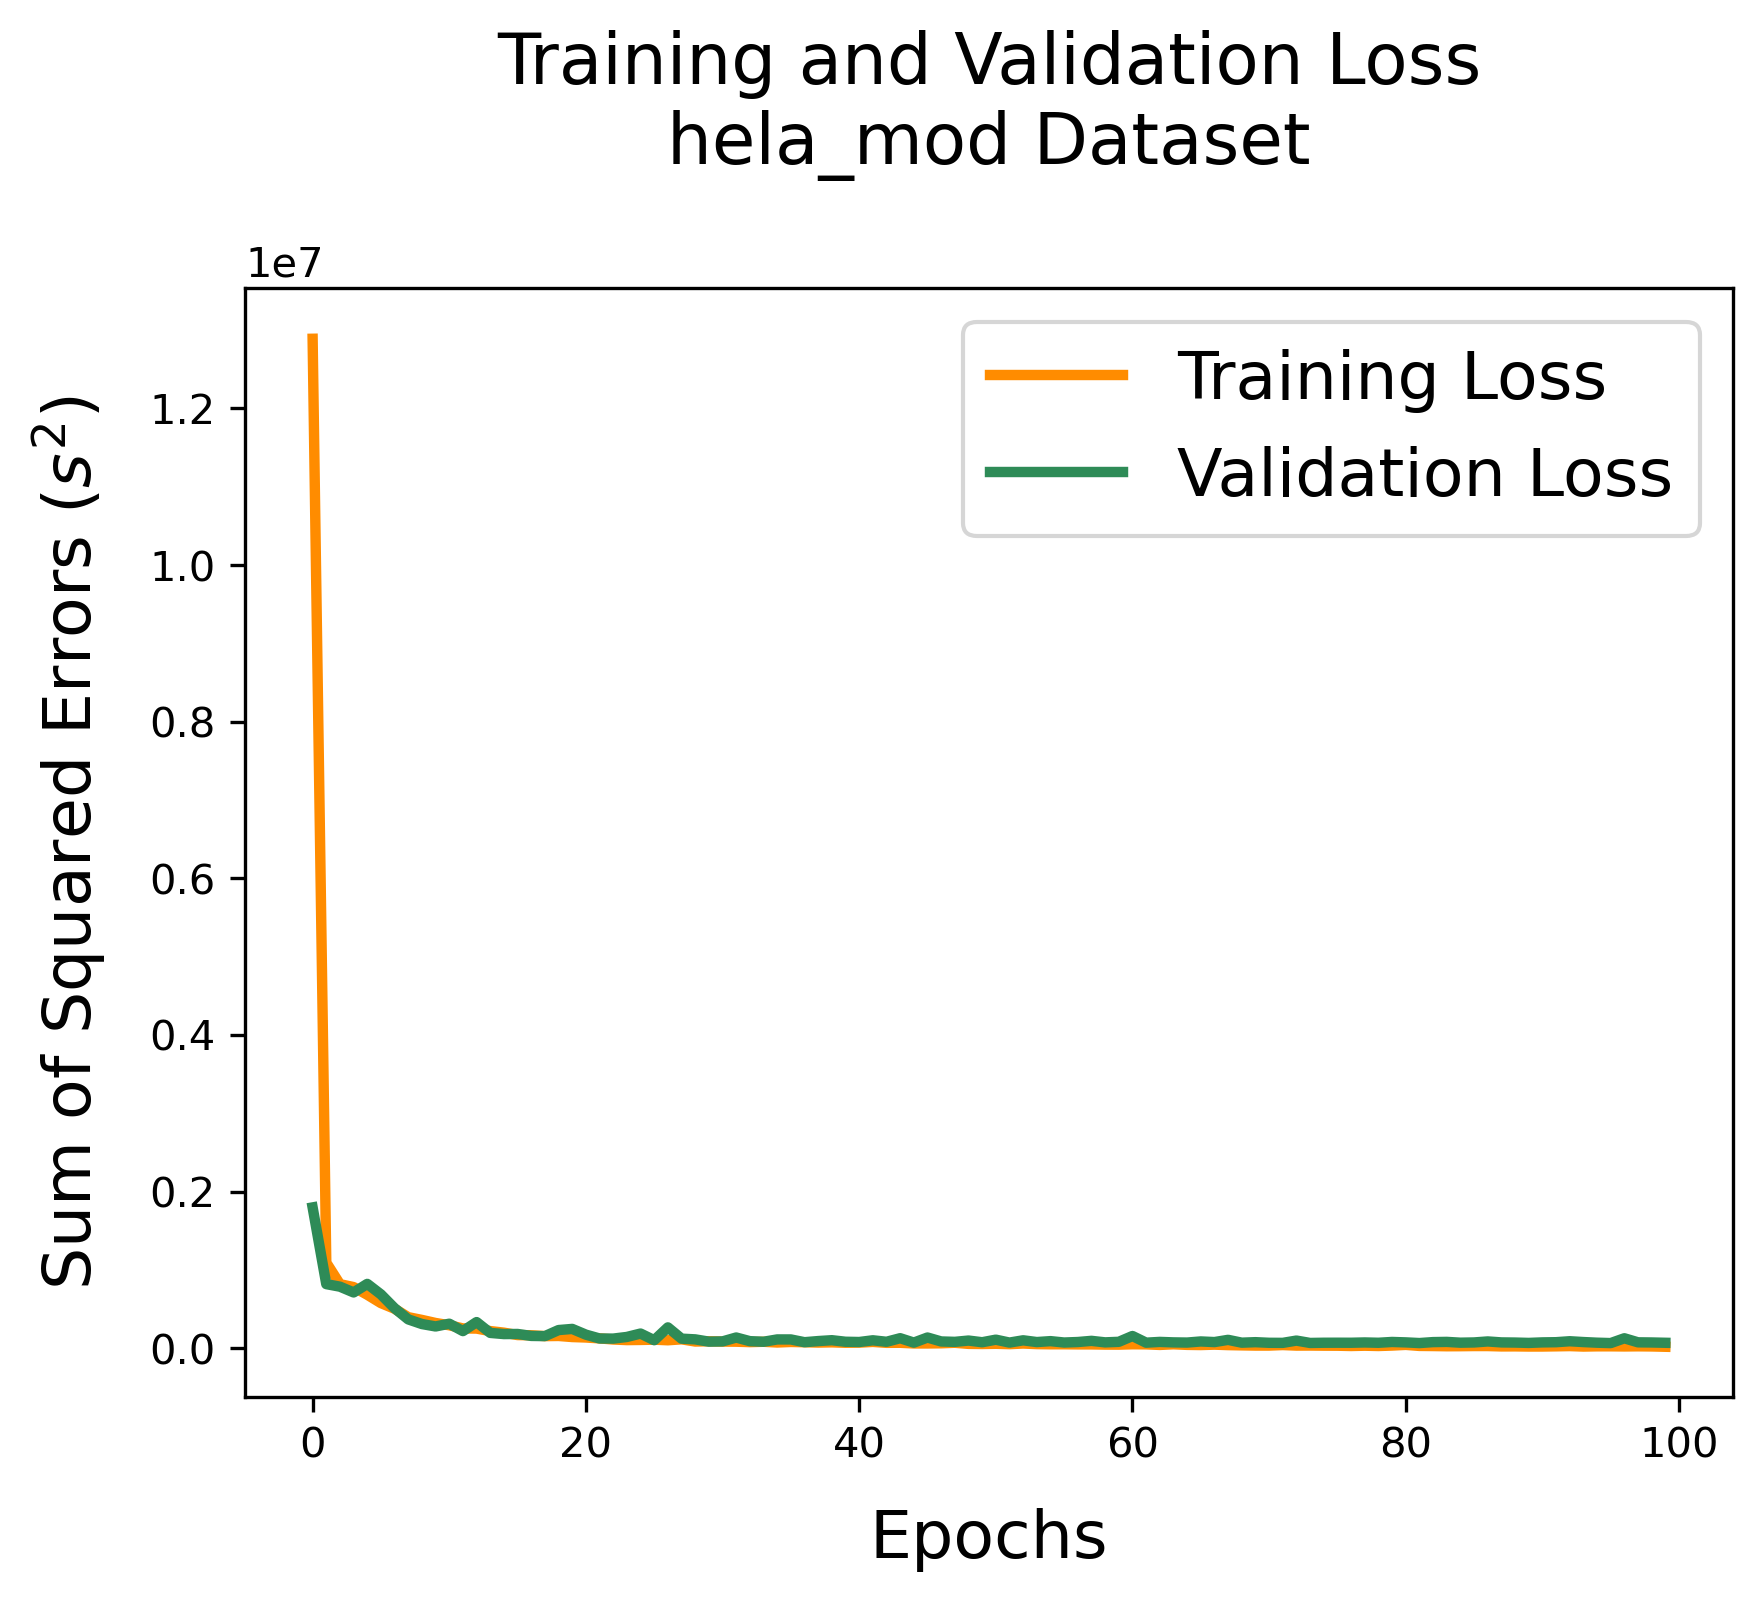 Training and Validation Loss
hela_mod Dataset
1e7
Training Loss
Validation Loss
Sum of Squared Errors (s²)
1.2
1.0
0.8
0.6
0.4
0.2
0.0
0 20 40 60 80 100
Epochs